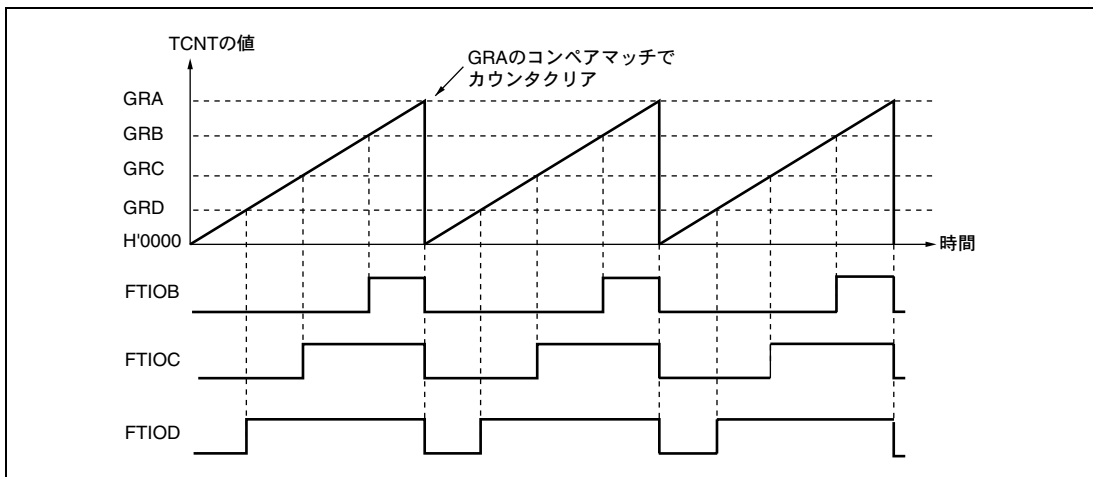 TCNTの値
GRAのコンペアマッチで
カウンタクリア
GRA
GRB
GRC
GRD
H'0000
時間
FTIOB
FTIOC
FTIOD